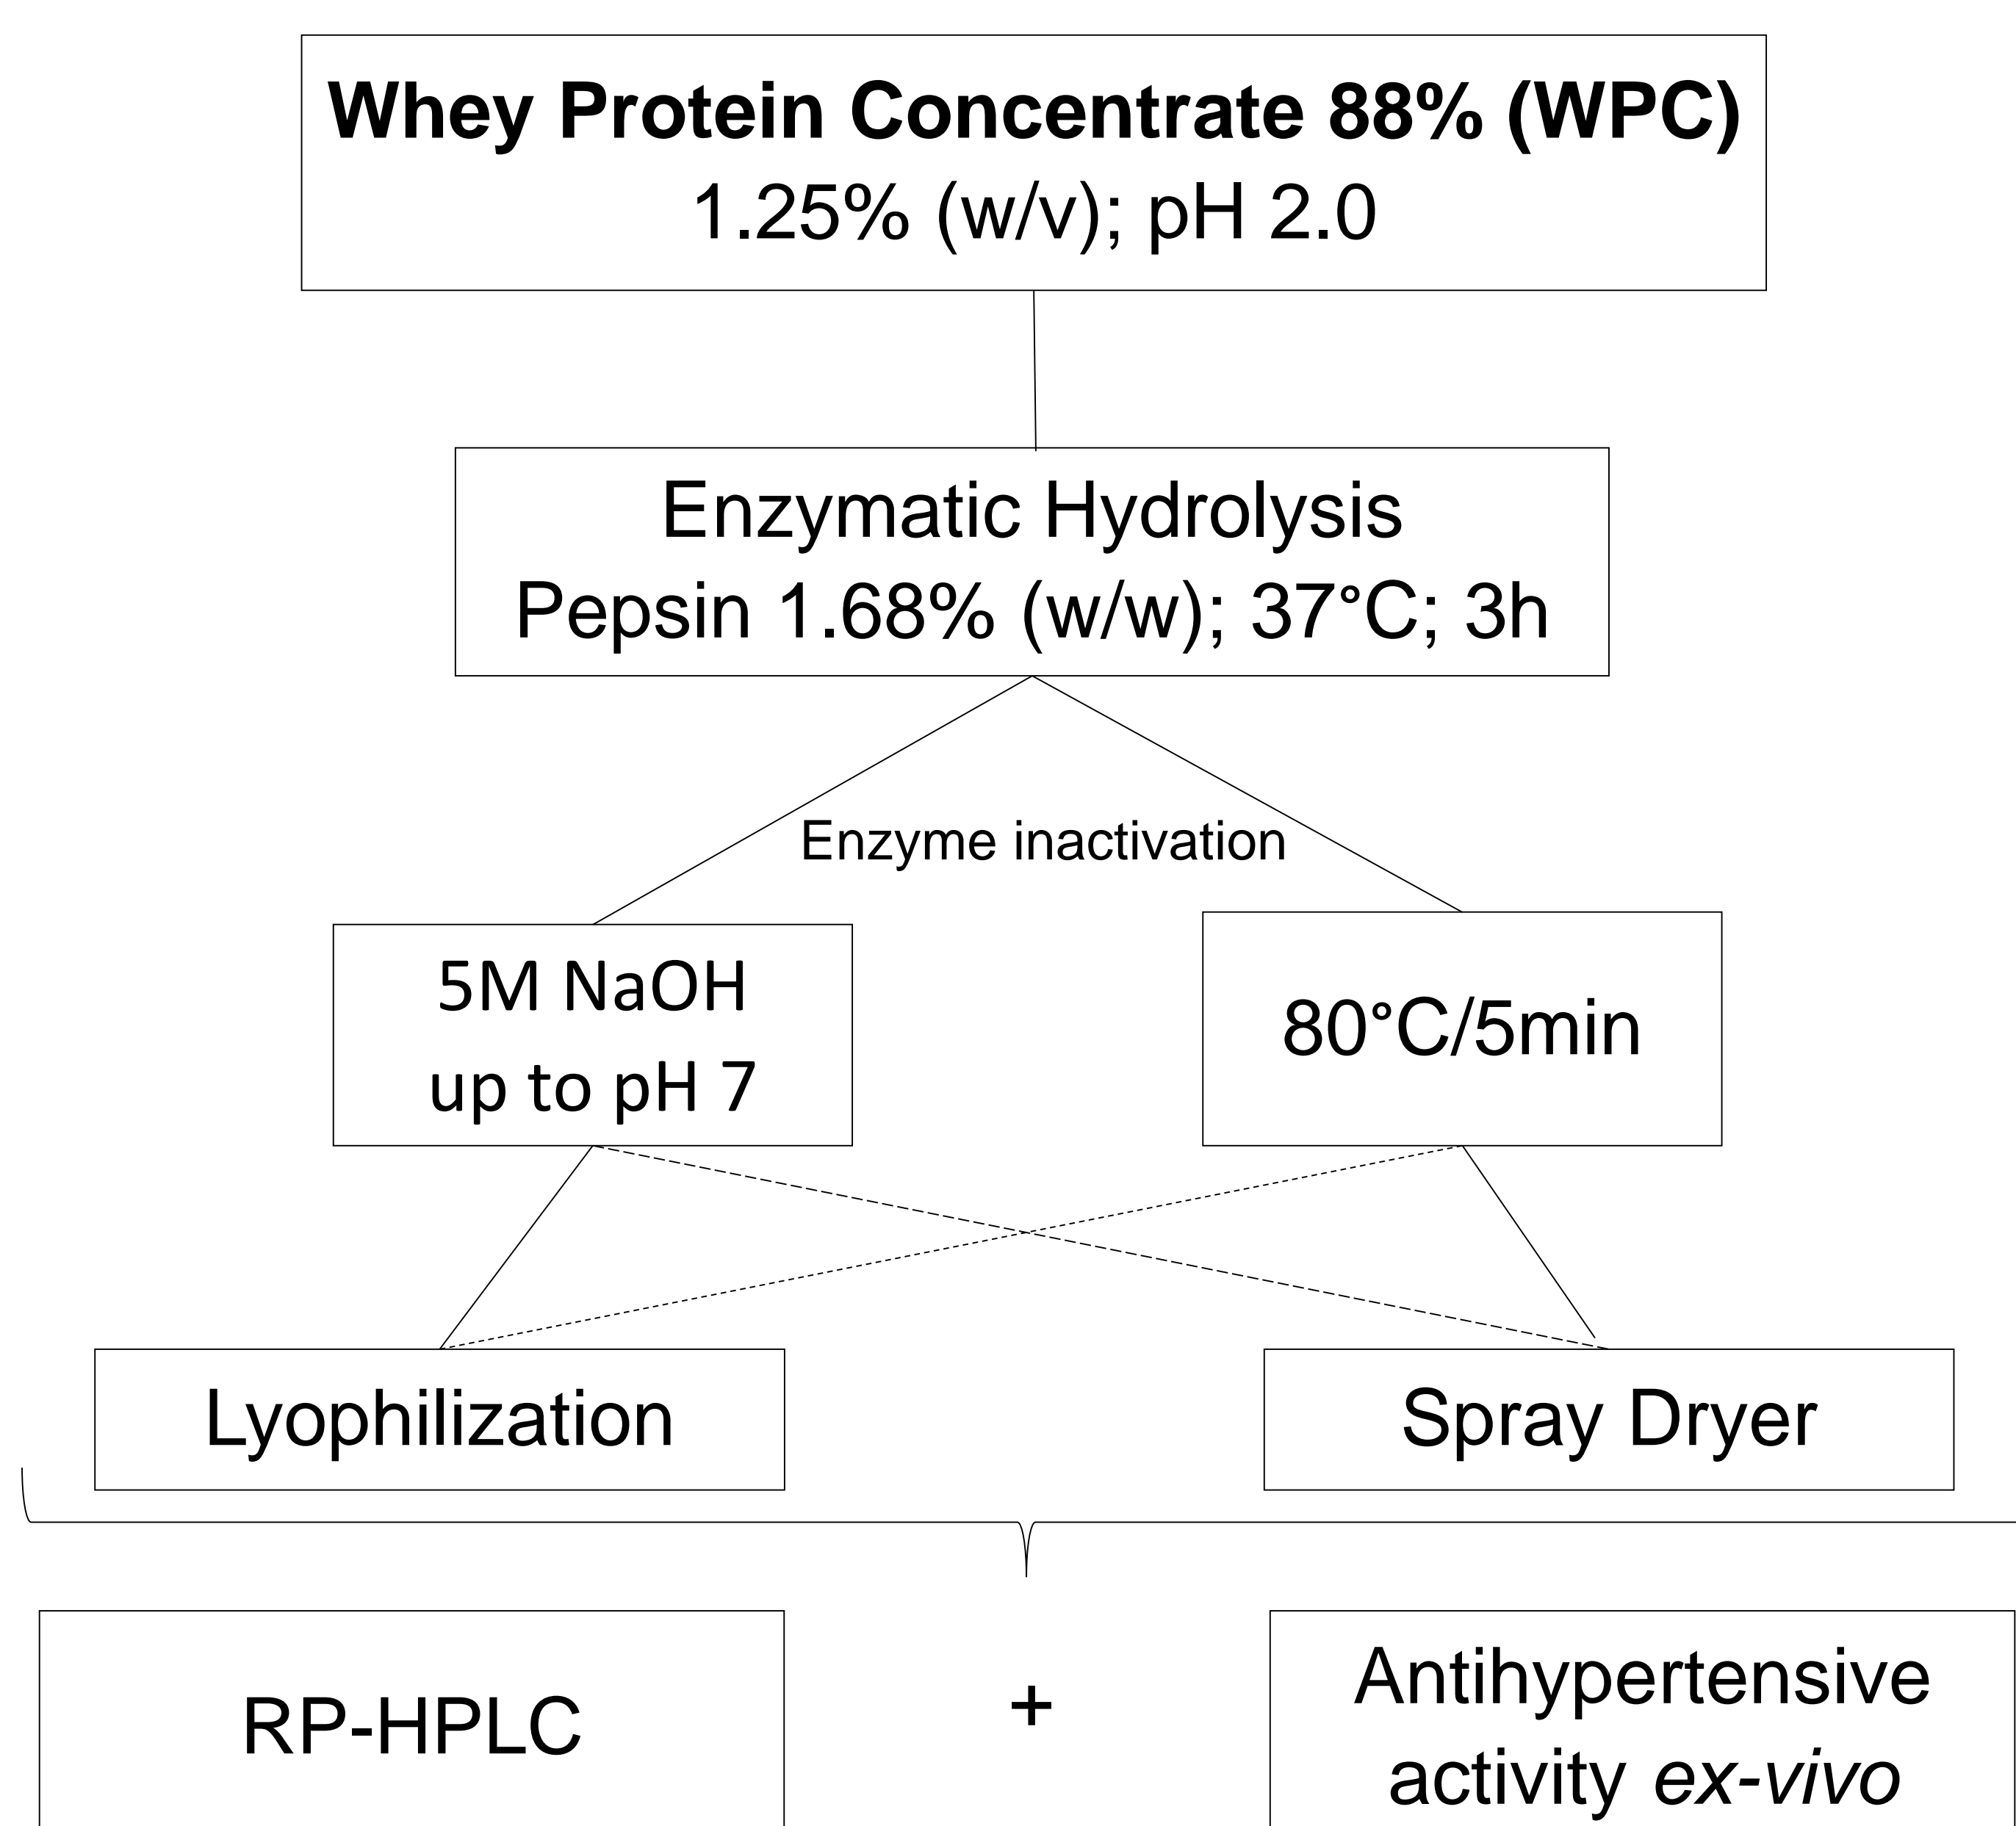 Whey Protein Concentrate 88% (WPC)
1.25% (w/v); pH 2.0
Enzymatic Hydrolysis
Pepsin 1.68% (w/w); 37°C; 3h
Enzyme inactivation
5M NaOH
up to pH 7
80°C/5min
Lyophilization
Spray Dryer
RP-HPLC
+
Antihypertensive
activity ex-vivo